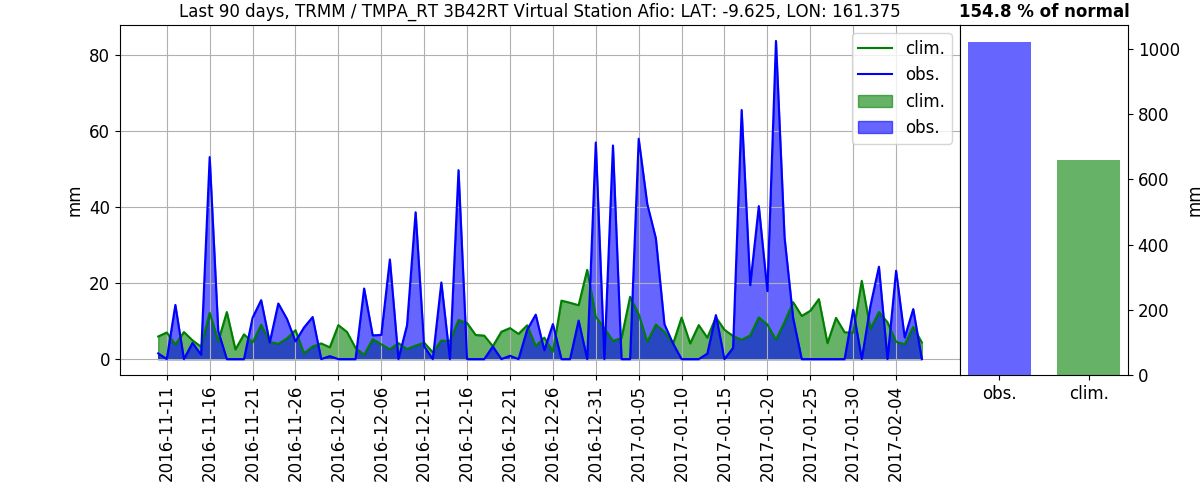 Last 90 days, TRMM / TMPA_RT 3B42RT Virtual Station Afio: LAT: -9.625, LON: 161.375
154.8 % of normal
clim.
obs.
clim.
obs.
mm
80
60
40
20
0
2016-11-11
2016-11-16
2016-11-21
2016-11-26
2016-12-01
2016-12-06
2016-12-11
2016-12-16
2016-12-21
2016-12-26
2016-12-31
2017-01-05
2017-01-10
2017-01-15
2017-01-20
2017-01-25
2017-01-30
2017-02-04
1000
800
600
400
200
0
mm
obs.
clim.